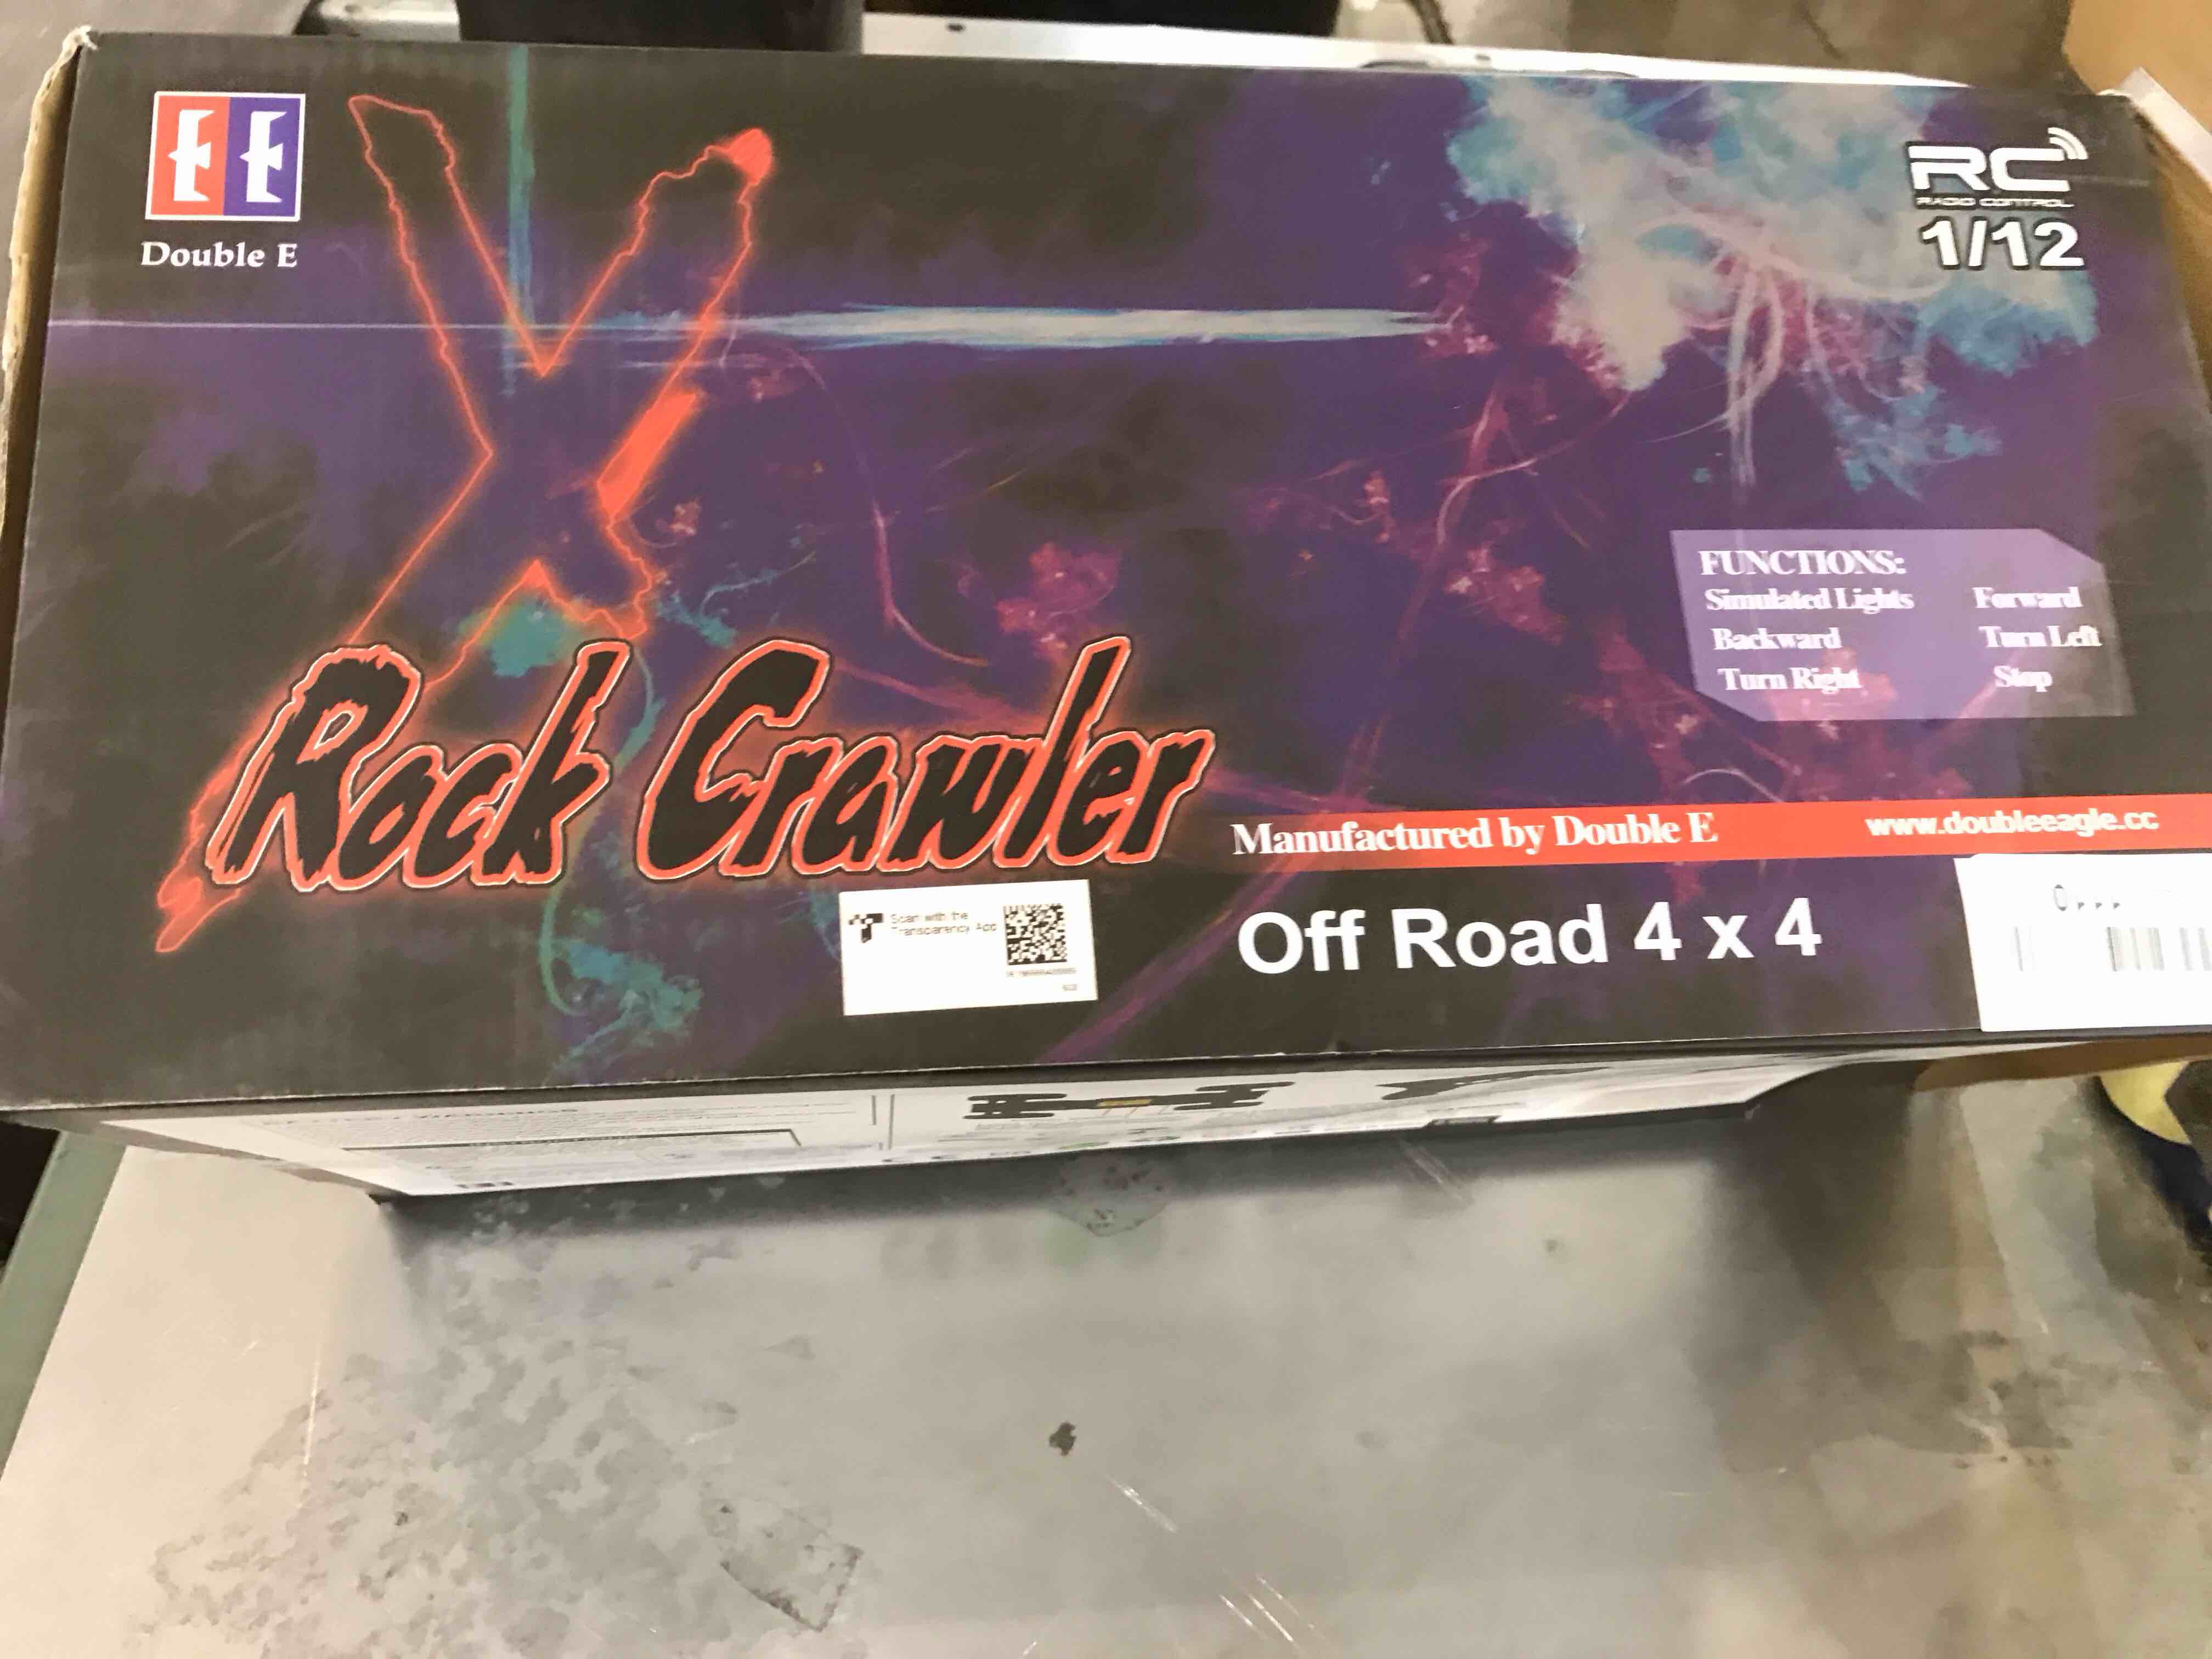 Double E
X
RC
RADIO CONTROL
1/12
FUNCTIONS:
Simulated Lights Forward
Backward Turn Left
Turn Right Stop
Rock Crawler
Manufactured by Double E www.doubleeagle.cc
Off Road 4 x 4
Scan with the
Transparency App